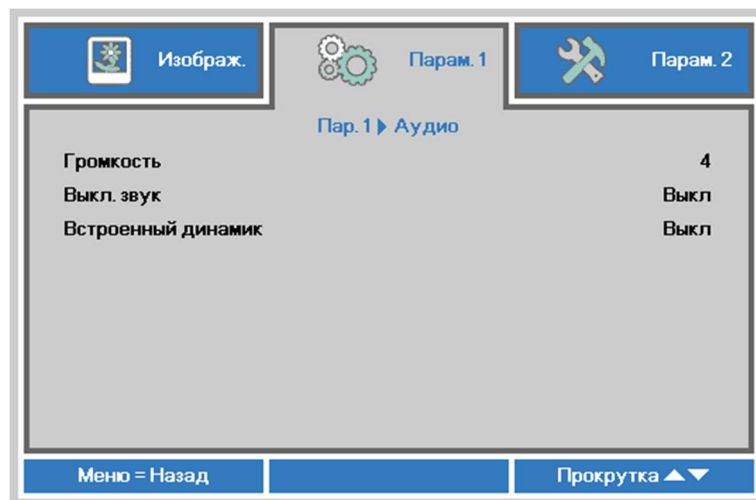 Изображ. Парам. 1 Парам. 2
Пар. 1 Аудио
Громкость 4
Выкл. звук Выкл
Встроенный динамик Выкл
Меню = Назад Прокрутка